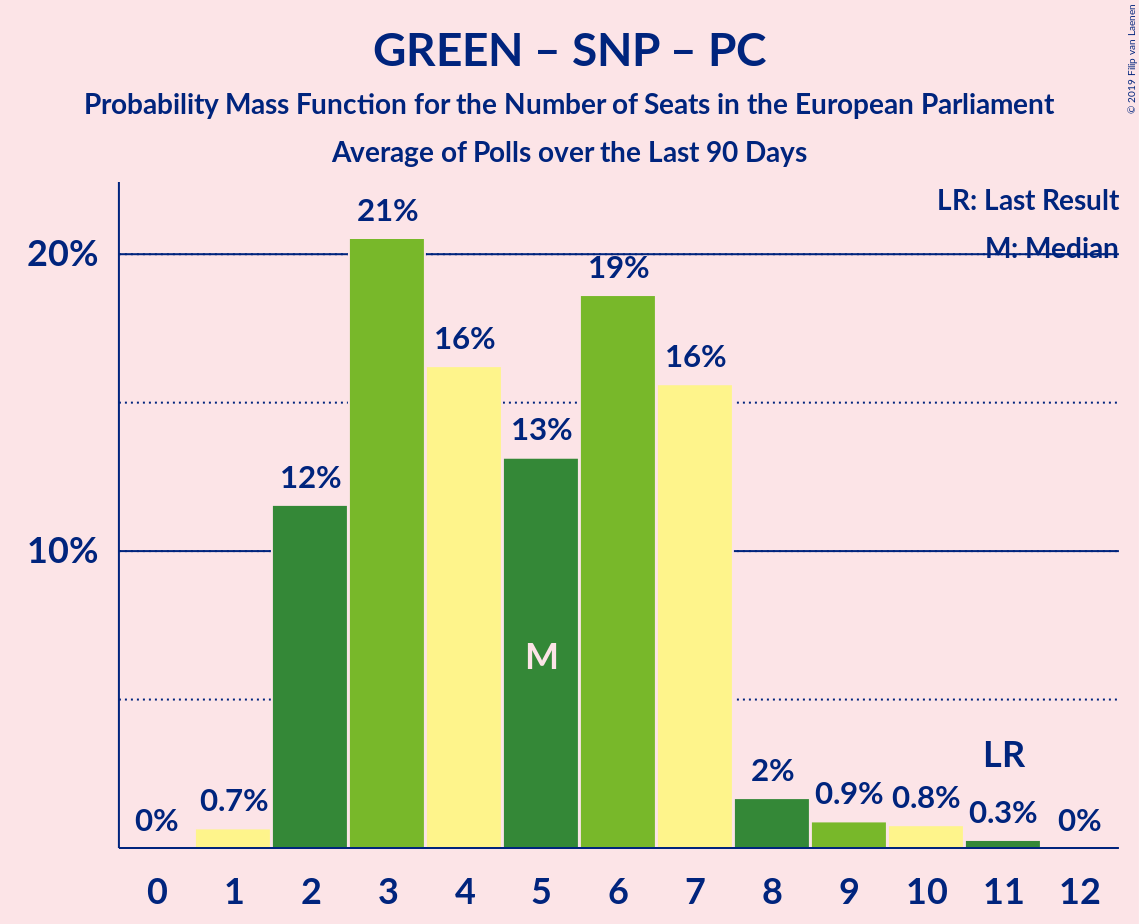 GREEN – SNP – PC
Probability Mass Function for the Number of Seats in the European Parliament
Average of Polls over the Last 90 Days
© 2019 Filip van Laenen
LR: Last Result
M: Median
20%
10%
0%
0.7%
12%
21%
16%
13%
19%
16%
2%
0.9%
0.8%
0.3%
0%
M
LR
0 1 2 3 4 5 6 7 8 9 10 11 12